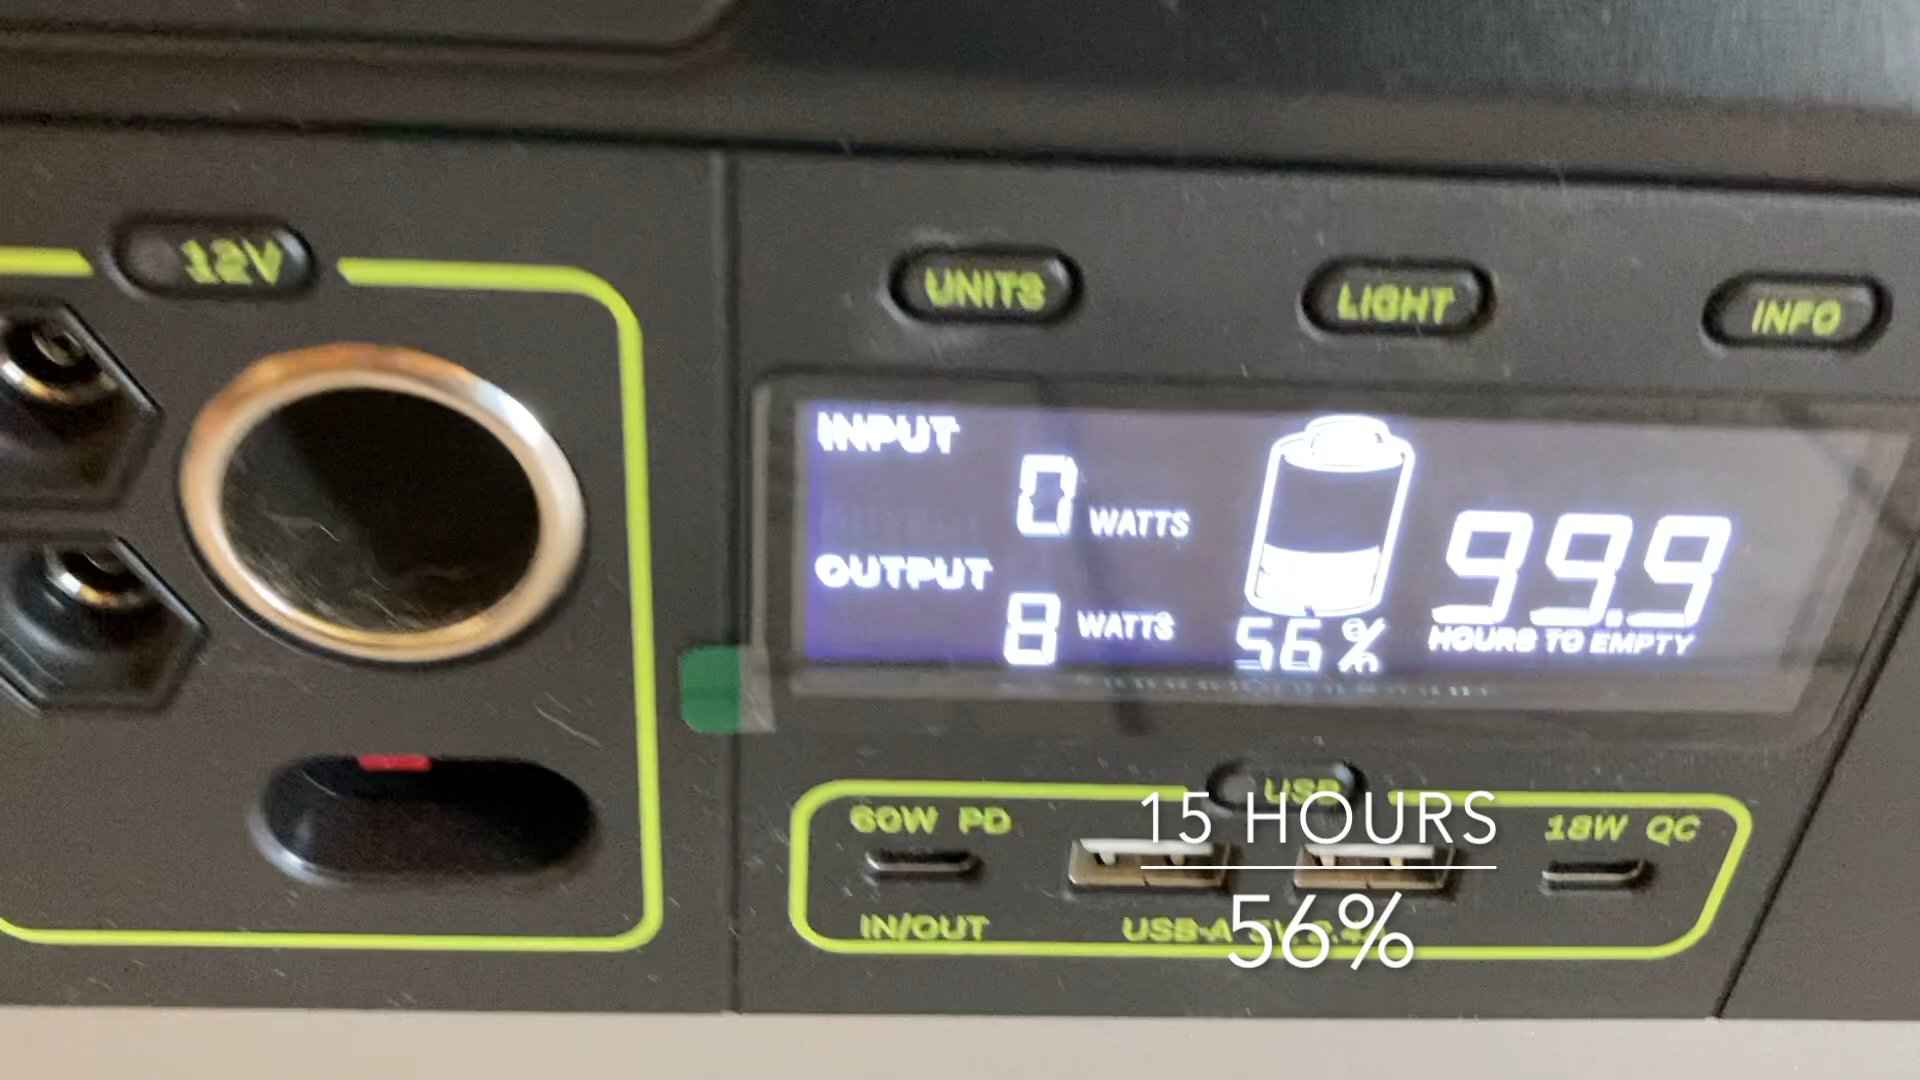 12V
UNITS
LIGHT
INFO
INPUT
0 WATTS
OUTPUT
8 WATTS
56 %
99.9
HOURS TO EMPTY
USB
60W PD
18W QC
IN/OUT
USB-A
15 HOURS
56%